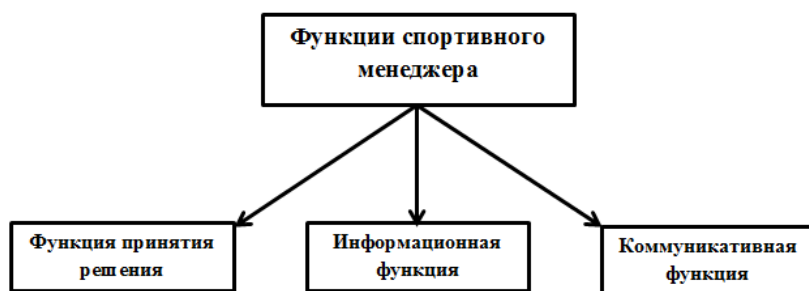 Функции спортивного
менеджера
Функция принятия
решения
Информационная
функция
Коммуникативная
функция